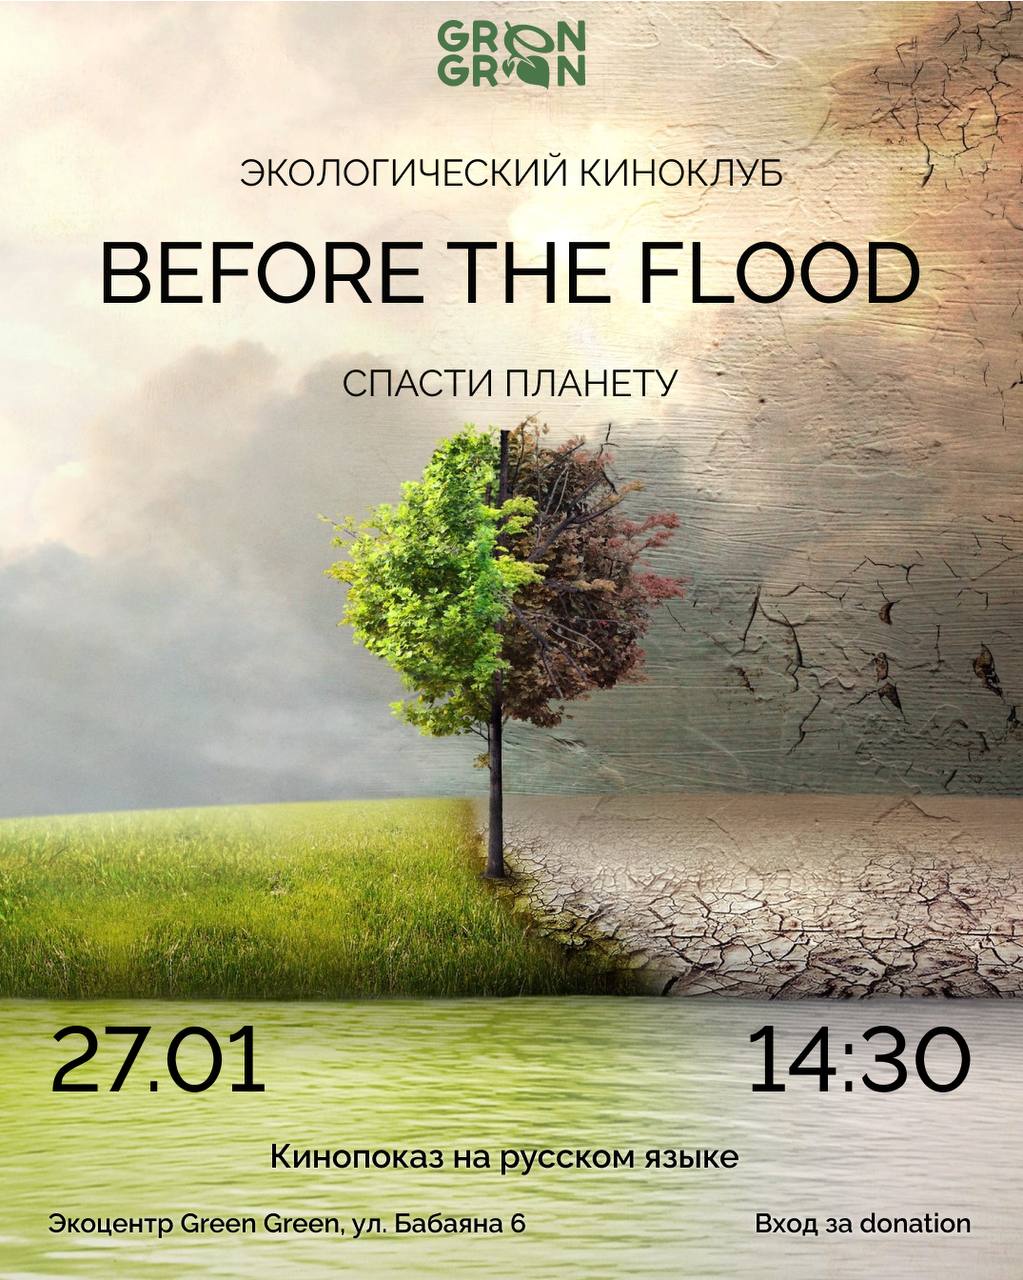 GREEN
GREEN
ЭКОЛОГИЧЕСКИЙ КИНОКЛУБ
BEFORE THE FLOOD
СПАСТИ ПЛАНЕТУ
27.01
14:30
Кинопоказ на русском языке
Экоцентр Green Green, ул. Бабаяна 6
Вход за donation